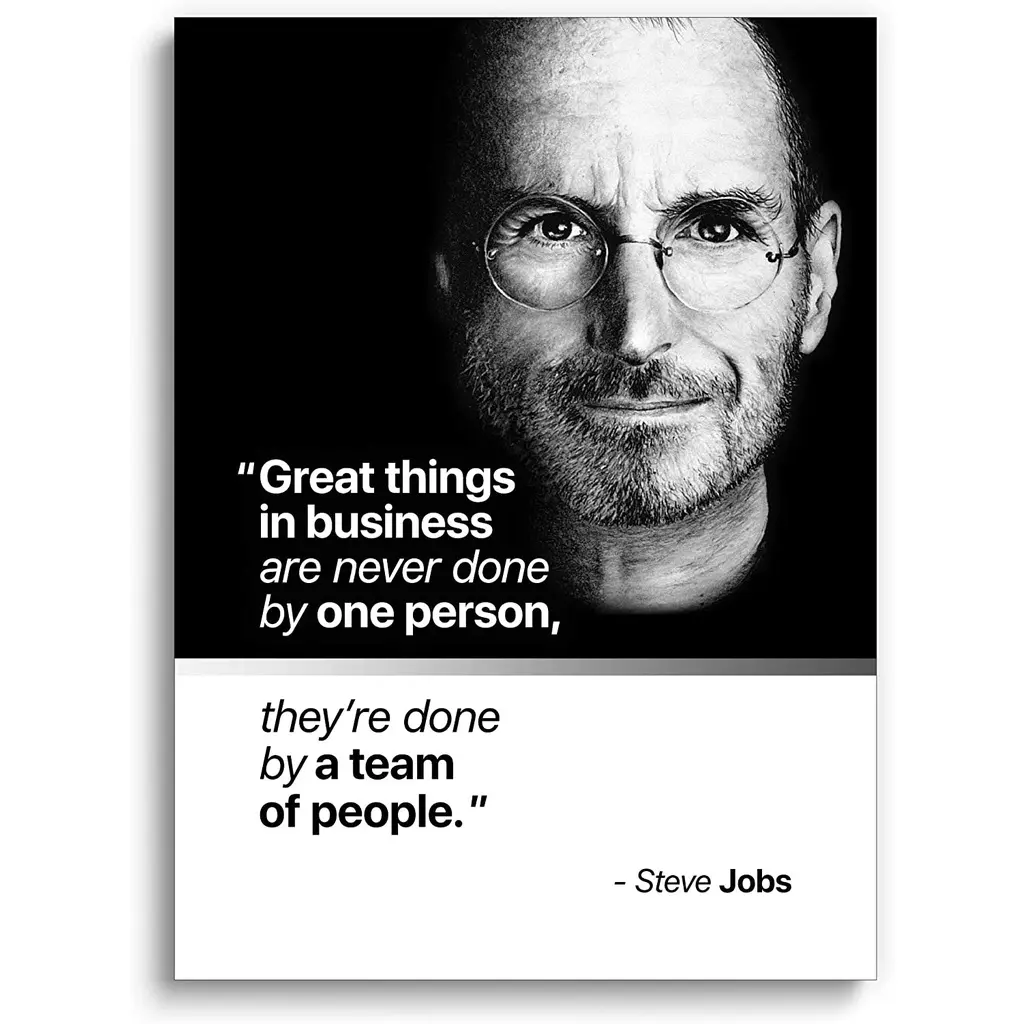 “Great things
in business
are never done
by one person,
they’re done
by a team
of people.”
- Steve Jobs